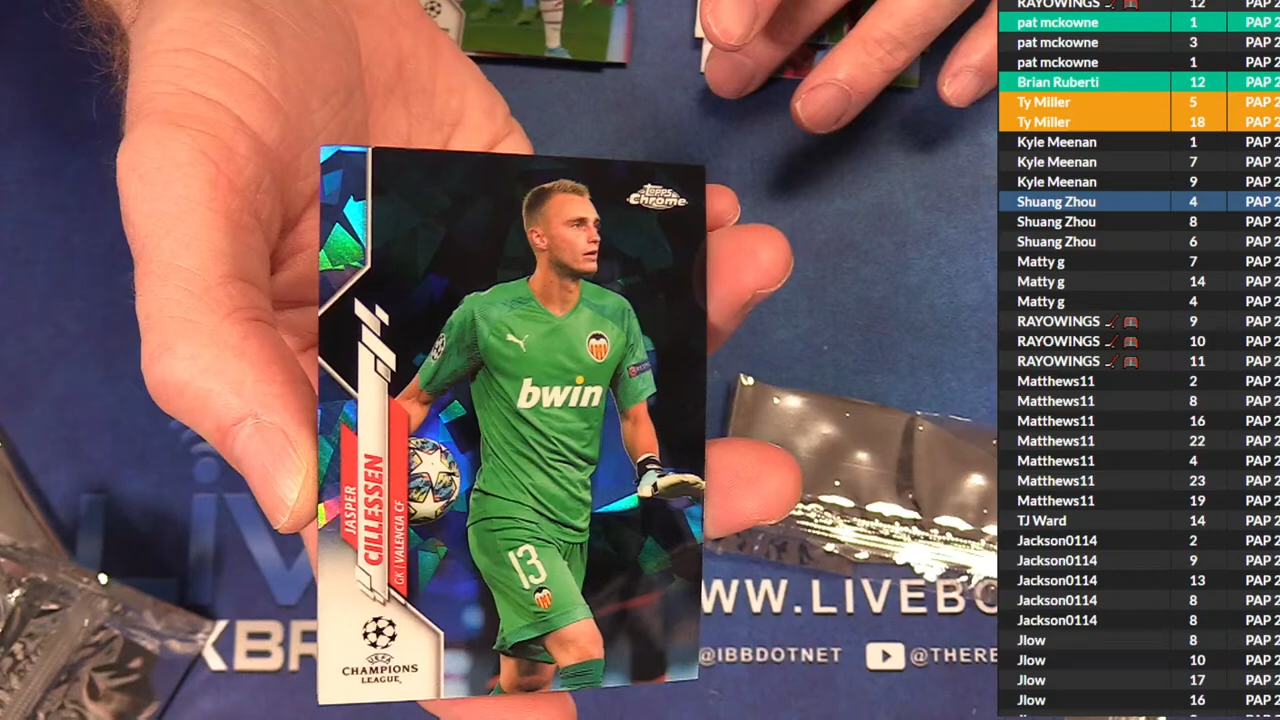 Topps
Chrome
bwin
13
JASPER
CILLESSEN
GK | VALENCIA CF
UEFA
CHAMPIONS
LEAGUE
WWW.LIVEBO
XBR
@IBBDOTNET
@THERE
RAYOWINGS 12 PAP 2
pat mckowne 1 PAP 2
pat mckowne 3 PAP 2
pat mckowne 1 PAP 2
Brian Ruberti 12 PAP 2
Ty Miller 5 PAP 2
Ty Miller 18 PAP 2
Kyle Meenan 1 PAP 2
Kyle Meenan 7 PAP 2
Kyle Meenan 9 PAP 2
Shuang Zhou 4 PAP 2
Shuang Zhou 8 PAP 2
Shuang Zhou 6 PAP 2
Matty g 7 PAP 2
Matty g 14 PAP 2
Matty g 4 PAP 2
RAYOWINGS 9 PAP 2
RAYOWINGS 10 PAP 2
RAYOWINGS 11 PAP 2
Matthews11 2 PAP 2
Matthews11 8 PAP 2
Matthews11 16 PAP 2
Matthews11 22 PAP 2
Matthews11 4 PAP 2
Matthews11 23 PAP 2
Matthews11 19 PAP 2
TJ Ward 14 PAP 2
Jackson0114 2 PAP 2
Jackson0114 9 PAP 2
Jackson0114 13 PAP 2
Jackson0114 8 PAP 2
Jackson0114 8 PAP 2
Jlow 8 PAP 2
Jlow 10 PAP 2
Jlow 17 PAP 2
Jlow 16 PAP 2